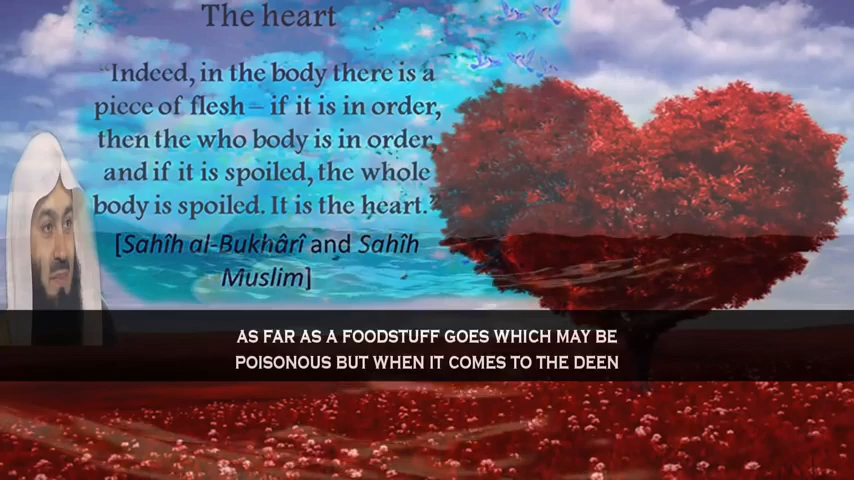 The heart
"Indeed, in the body there is a
piece of flesh – if it is in order,
then the who body is in order,
and if it is spoiled, the whole
body is spoiled. It is the heart."
[Sahîh al-Bukhârî and Sahîh
Muslim]
AS FAR AS A FOODSTUFF GOES WHICH MAY BE
POISONOUS BUT WHEN IT COMES TO THE DEEN